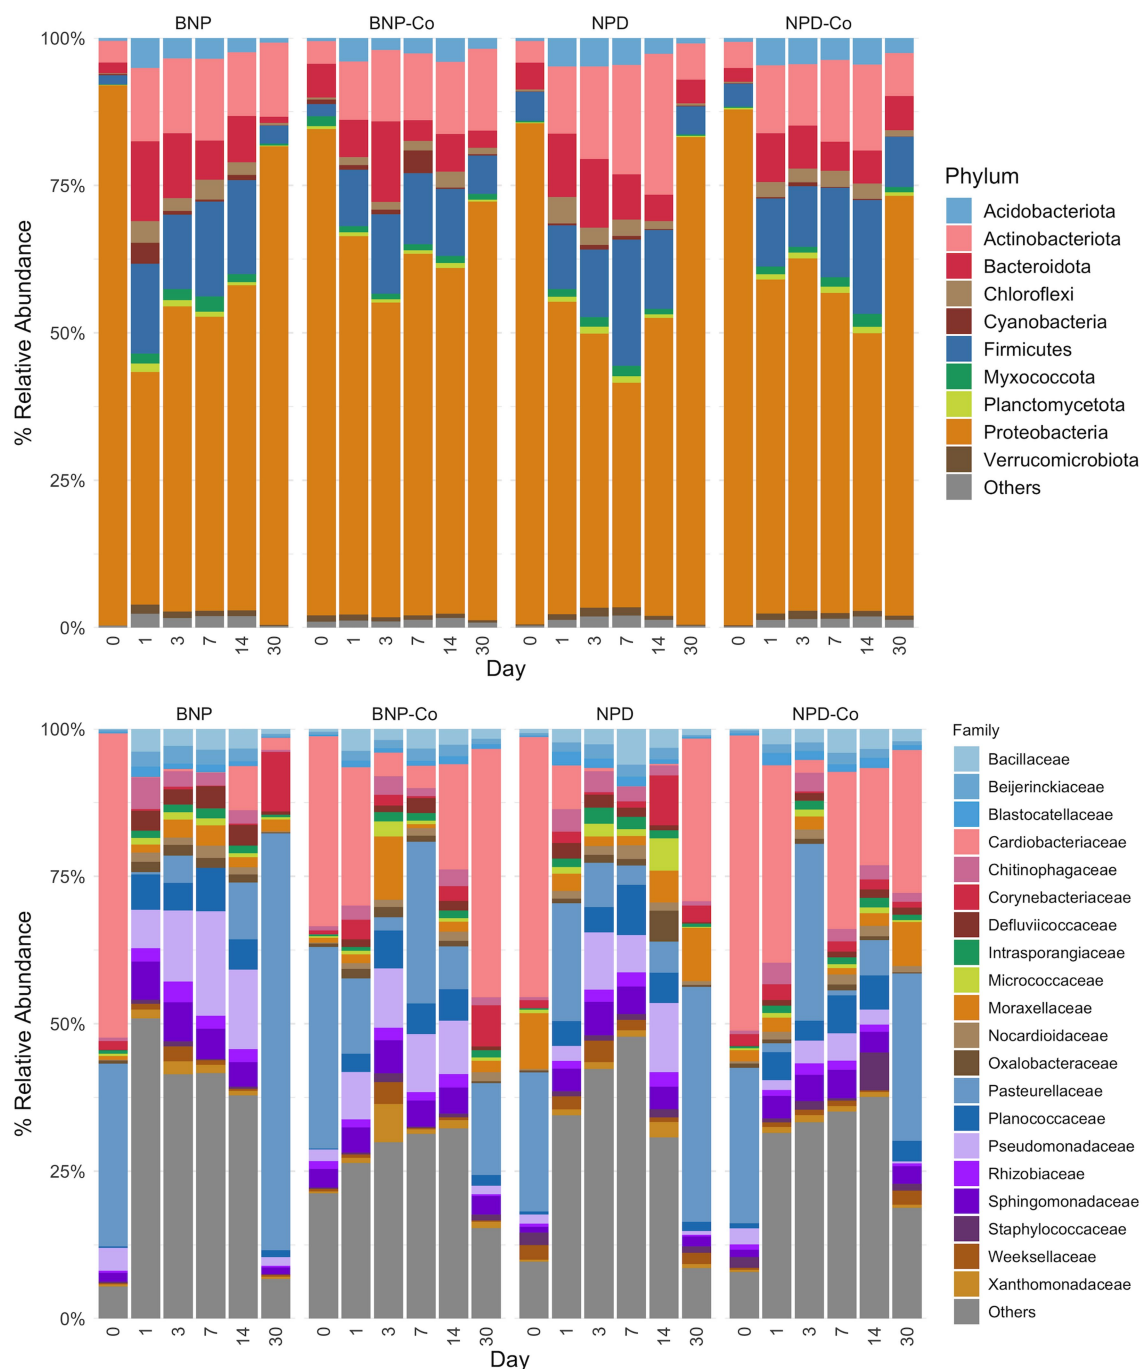 BNP BNP-Co NPD NPD-Co
100%
75%
50%
25%
0%
% Relative Abundance
0 1 3 7 14 30 0 1 3 7 14 30 0 1 3 7 14 30 0 1 3 7 14 30
Day
Phylum
Acidobacteriota
Actinobacteriota
Bacteroidota
Chloroflexi
Cyanobacteria
Firmicutes
Myxococcota
Planctomycetota
Proteobacteria
Verrucomicrobiota
Others
BNP BNP-Co NPD NPD-Co
100%
75%
50%
25%
0%
% Relative Abundance
0 1 3 7 14 30 0 1 3 7 14 30 0 1 3 7 14 30 0 1 3 7 14 30
Day
Family
Bacillaceae
Beijerinckiaceae
Blastocatellaceae
Cardiobacteriaceae
Chitinophagaceae
Corynebacteriaceae
Defluviicoccaceae
Intrasporangiaceae
Micrococcaceae
Moraxellaceae
Nocardioidaceae
Oxalobacteraceae
Pasteurellaceae
Planococcaceae
Pseudomonadaceae
Rhizobiaceae
Sphingomonadaceae
Staphylococcaceae
Weeksellaceae
Xanthomonadaceae
Others